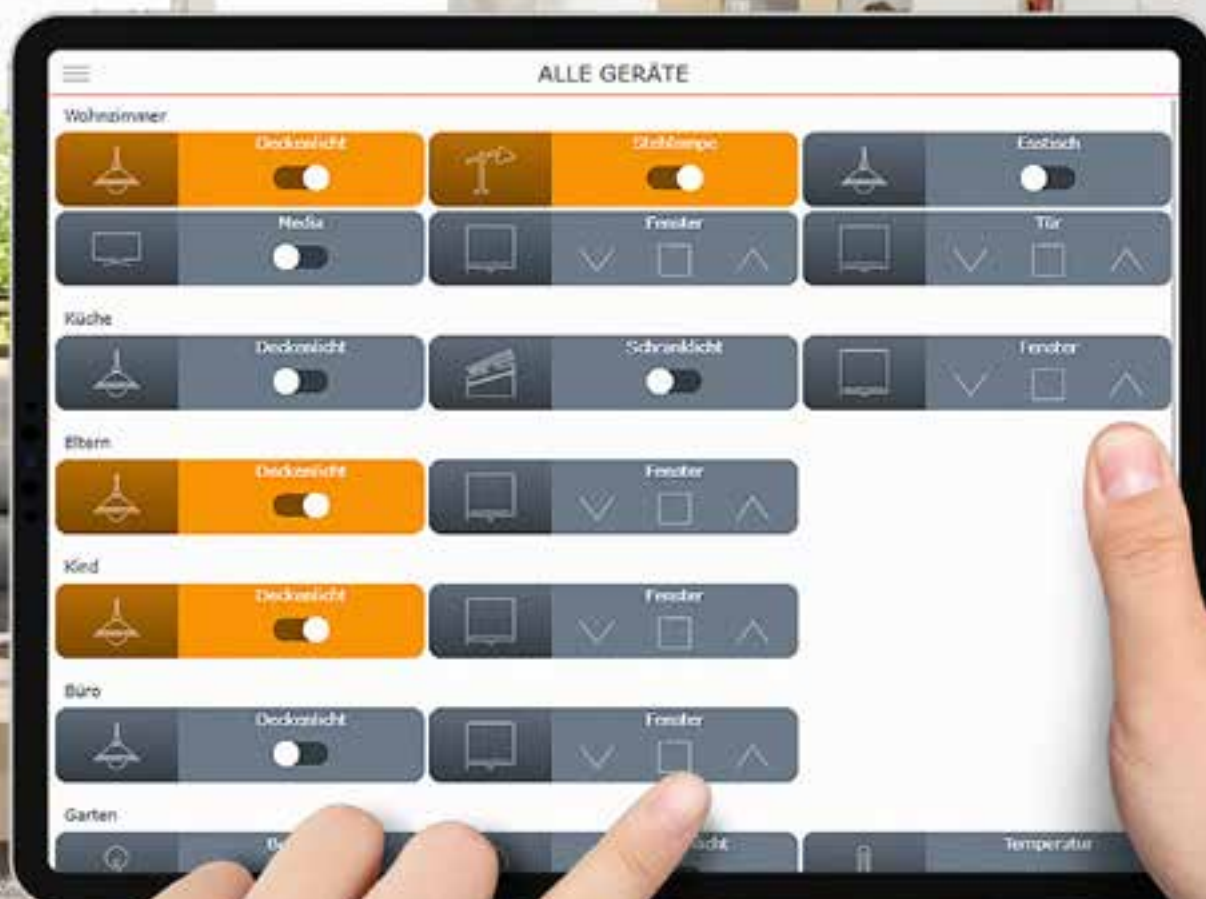 ALLE GERÄTE
Wohnzimmer
Deckenlicht Stehlampe Esstisch
Media Fenster Tür
Küche
Deckenlicht Schranklicht Fenster
Eltern
Deckenlicht Fenster
Kind
Deckenlicht Fenster
Büro
Deckenlicht Fenster
Garten
Temperatur